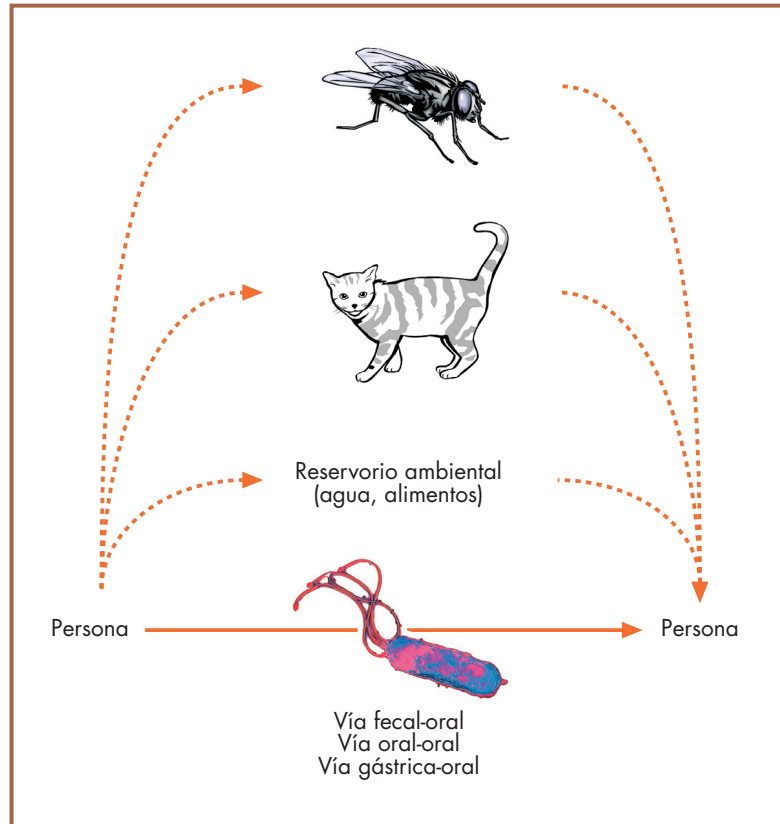 Reservorio ambiental
(agua, alimentos)
Persona
Persona
Vía fecal-oral
Vía oral-oral
Vía gástrica-oral